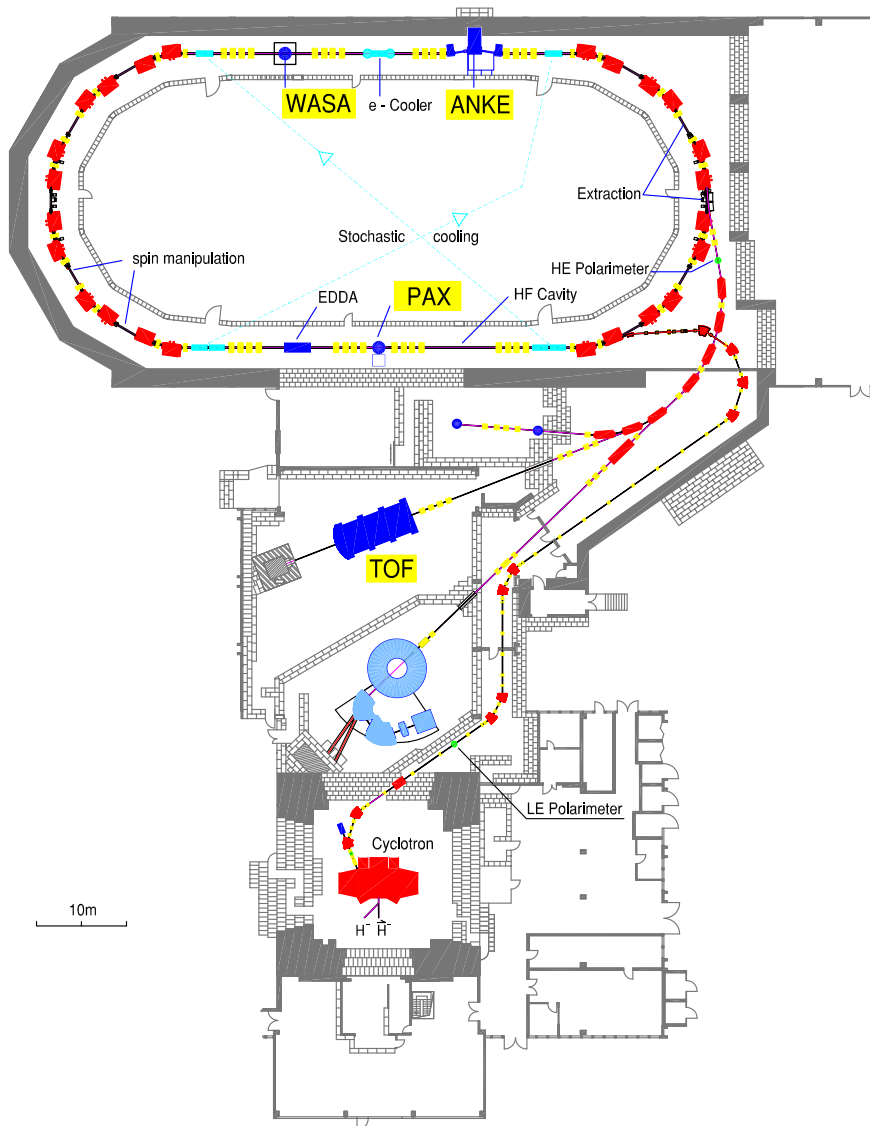 WASA
e - Cooler
ANKE
Extraction
Stochastic cooling
spin manipulation
HE Polarimeter
EDDA
PAX
HF Cavity
TOF
LE Polarimeter
Cyclotron
10m
H⁻ H⃗⁻